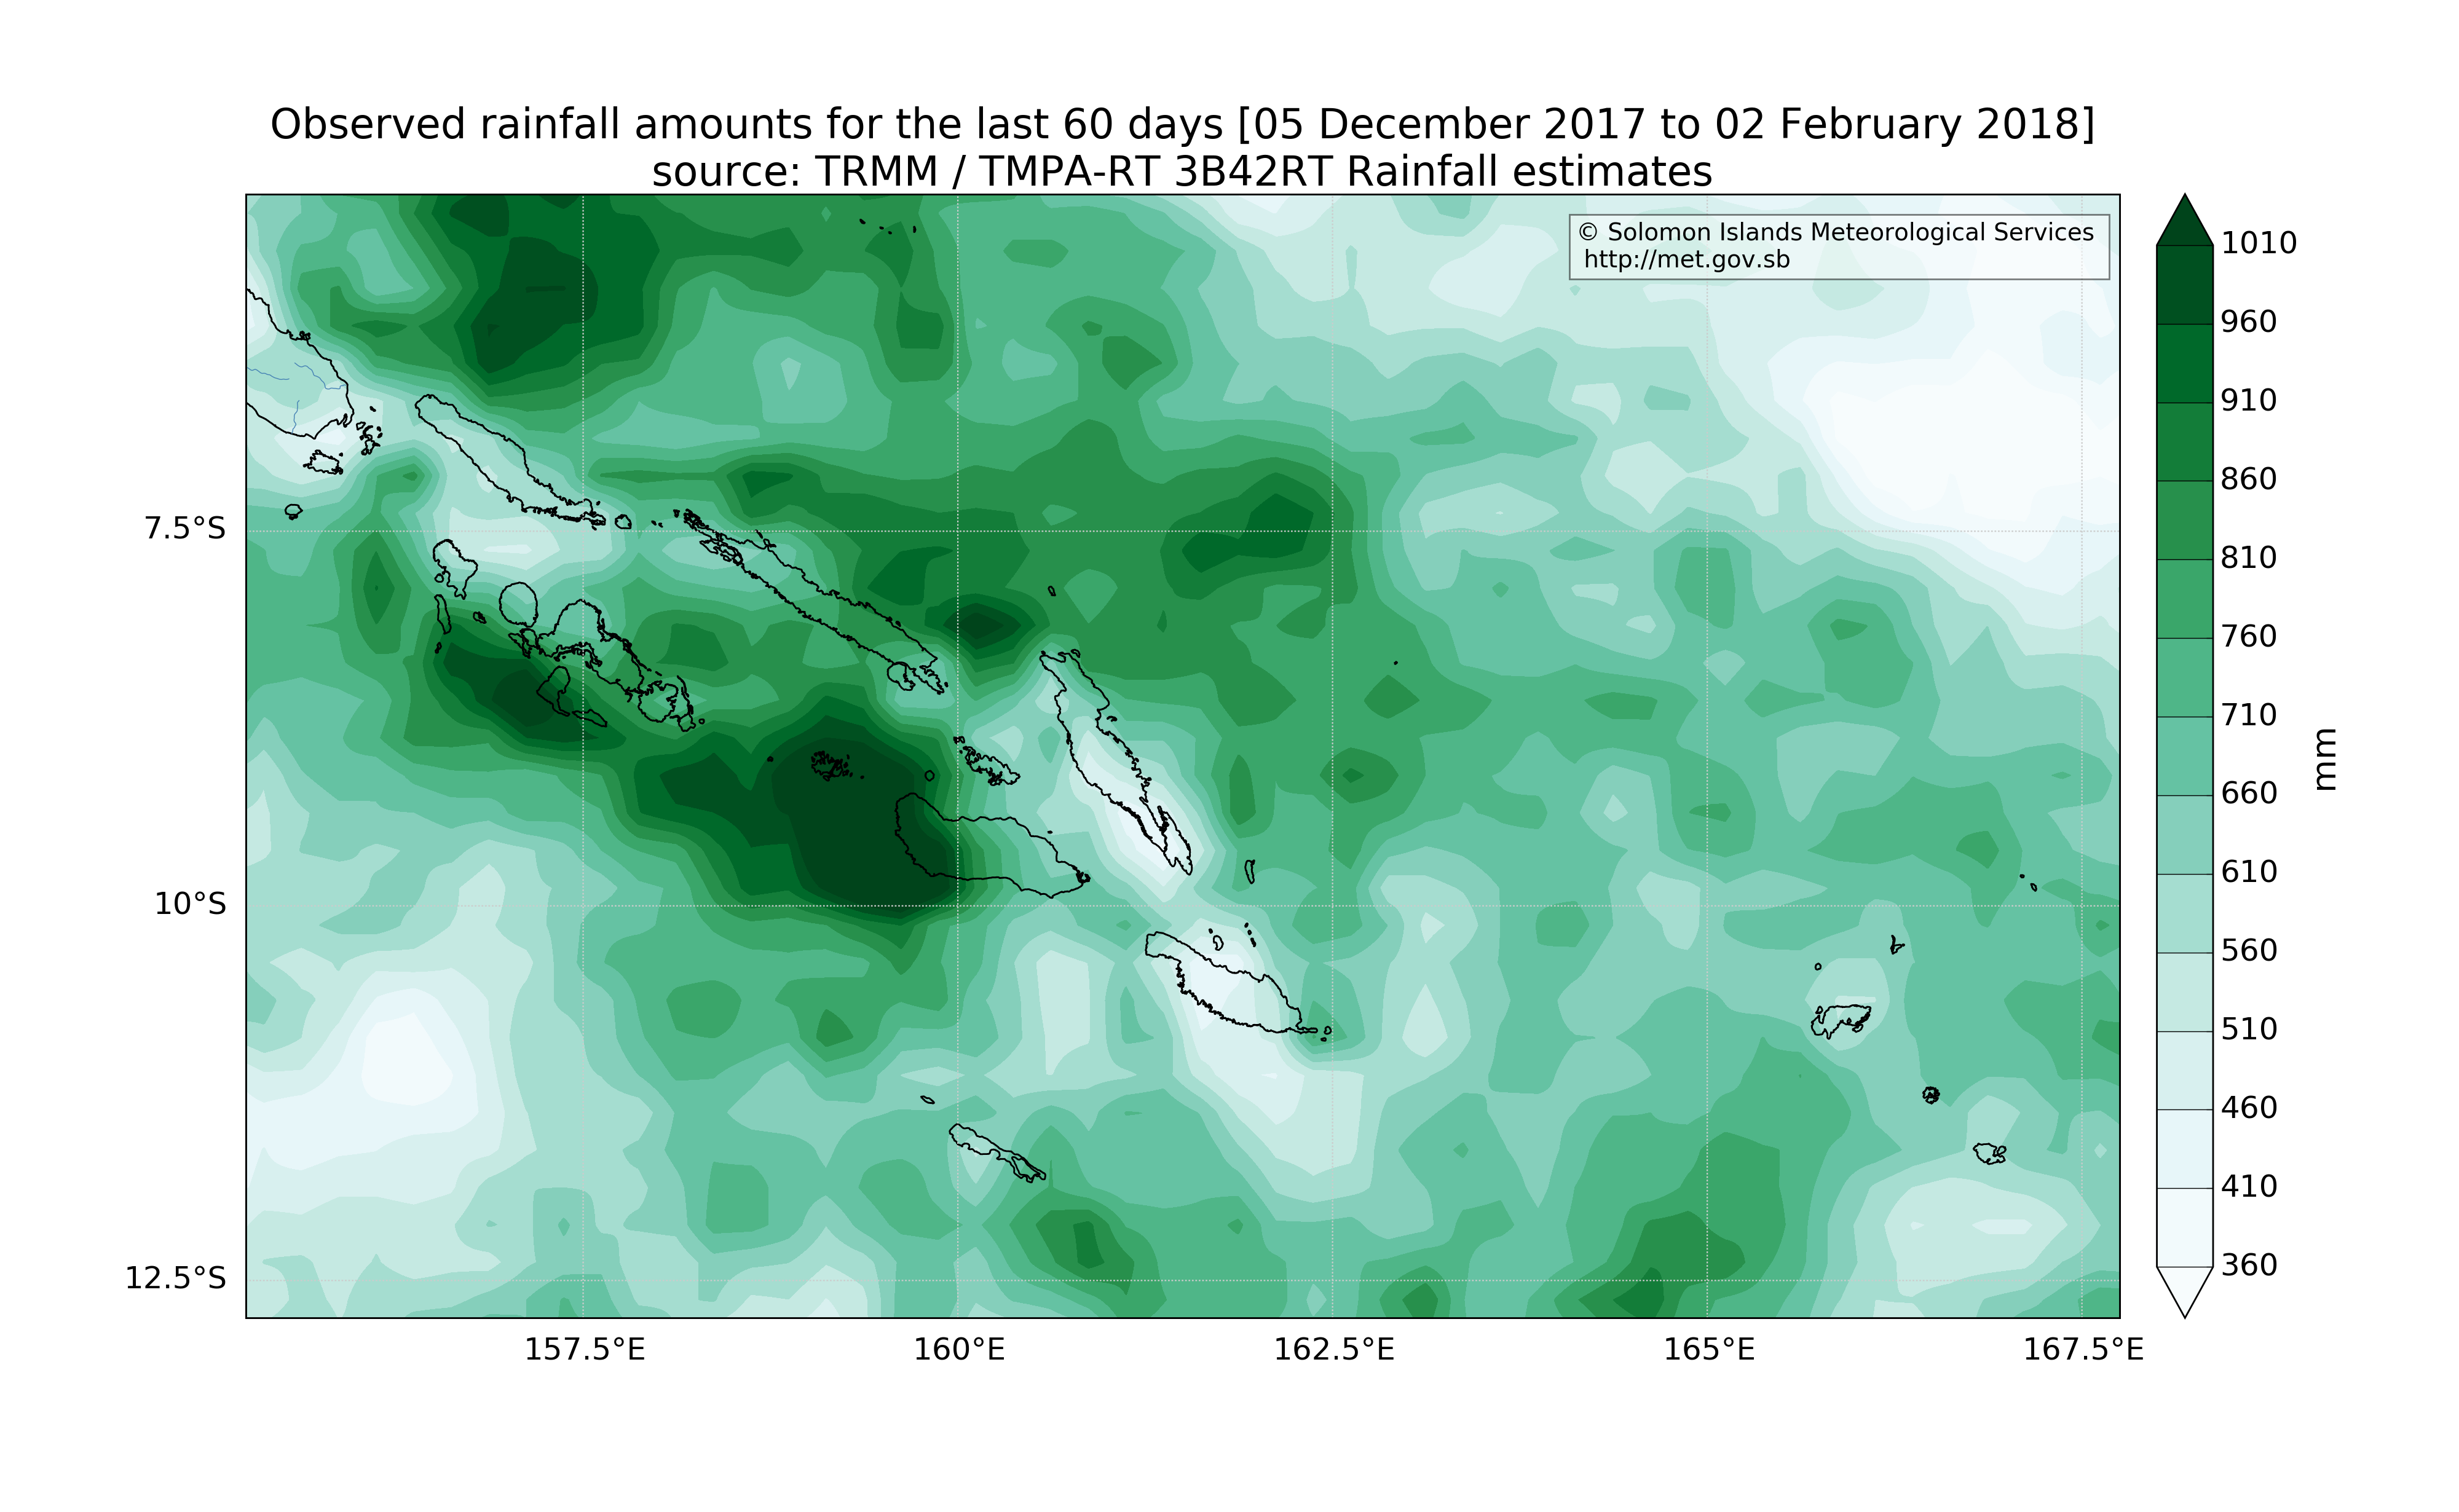 Observed rainfall amounts for the last 60 days [05 December 2017 to 02 February 2018]
source: TRMM / TMPA-RT 3B42RT Rainfall estimates
© Solomon Islands Meteorological Services
http://met.gov.sb
7.5°S
10°S
12.5°S
157.5°E
160°E
162.5°E
165°E
167.5°E
1010
960
910
860
810
760
710
660
610
560
510
460
410
360
mm